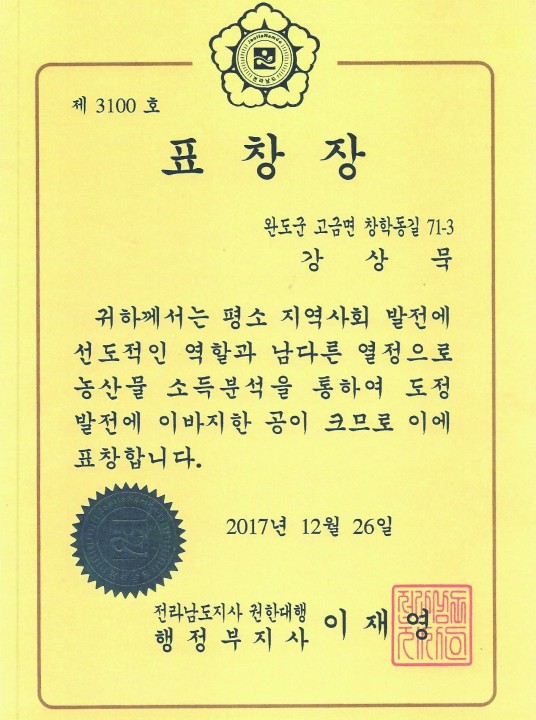 JeollaNamdo
전라남도
제 3100 호
표 창 장
완도군 고금면 창학동길 71-3
강 상 묵
귀하께서는 평소 지역사회 발전에
선도적인 역할과 남다른 열정으로
농산물 소득분석을 통하여 도정
발전에 이바지한 공이 크므로 이에
표창합니다.
2017년 12월 26일
전라남도지사 권한대행
행정부지사 이 재 영